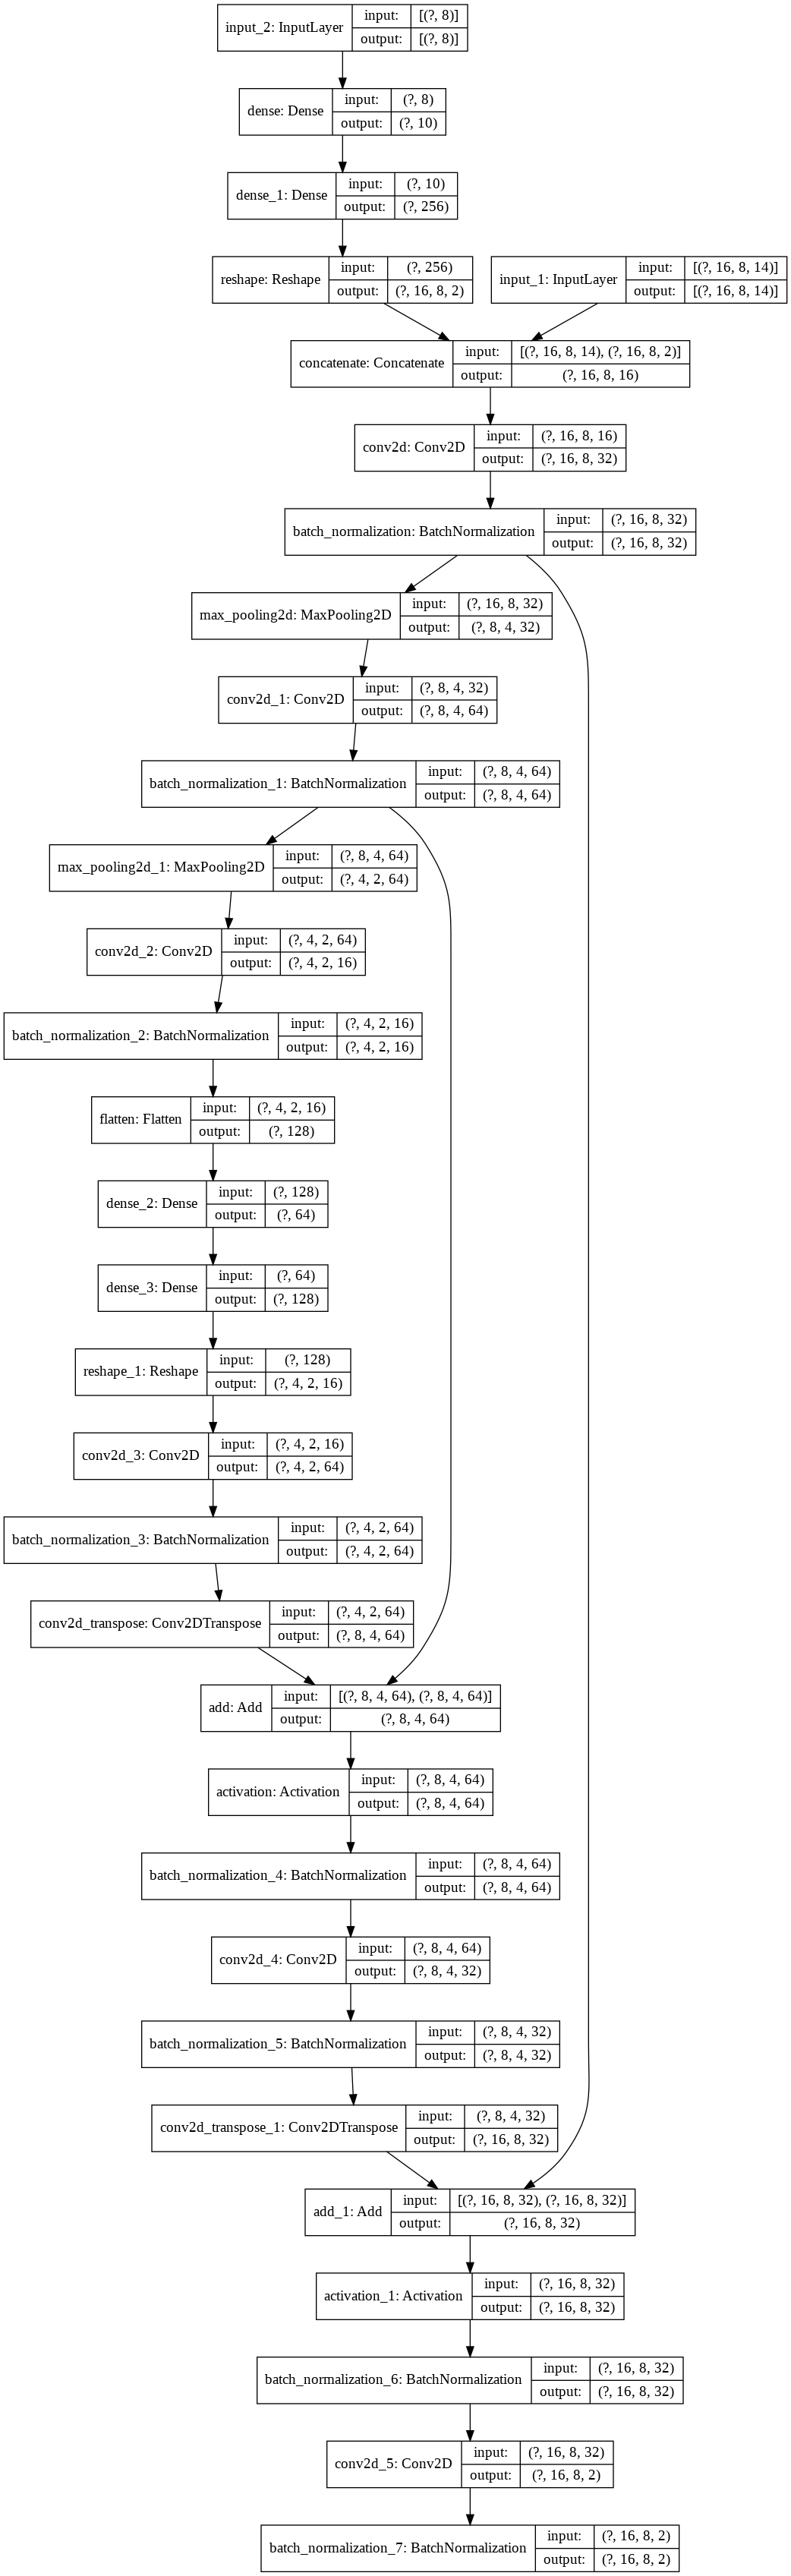 input_2: InputLayer
input: [(?, 8)]
output: [(?, 8)]
dense: Dense
input: (?, 8)
output: (?, 10)
dense_1: Dense
input: (?, 10)
output: (?, 256)
reshape: Reshape
input: (?, 256)
output: (?, 16, 8, 2)
input_1: InputLayer
input: [(?, 16, 8, 14)]
output: [(?, 16, 8, 14)]
concatenate: Concatenate
input: [(?, 16, 8, 14), (?, 16, 8, 2)]
output: (?, 16, 8, 16)
conv2d: Conv2D
input: (?, 16, 8, 16)
output: (?, 16, 8, 32)
batch_normalization: BatchNormalization
input: (?, 16, 8, 32)
output: (?, 16, 8, 32)
max_pooling2d: MaxPooling2D
input: (?, 16, 8, 32)
output: (?, 8, 4, 32)
conv2d_1: Conv2D
input: (?, 8, 4, 32)
output: (?, 8, 4, 64)
batch_normalization_1: BatchNormalization
input: (?, 8, 4, 64)
output: (?, 8, 4, 64)
max_pooling2d_1: MaxPooling2D
input: (?, 8, 4, 64)
output: (?, 4, 2, 64)
conv2d_2: Conv2D
input: (?, 4, 2, 64)
output: (?, 4, 2, 16)
batch_normalization_2: BatchNormalization
input: (?, 4, 2, 16)
output: (?, 4, 2, 16)
flatten: Flatten
input: (?, 4, 2, 16)
output: (?, 128)
dense_2: Dense
input: (?, 128)
output: (?, 64)
dense_3: Dense
input: (?, 64)
output: (?, 128)
reshape_1: Reshape
input: (?, 128)
output: (?, 4, 2, 16)
conv2d_3: Conv2D
input: (?, 4, 2, 16)
output: (?, 4, 2, 64)
batch_normalization_3: BatchNormalization
input: (?, 4, 2, 64)
output: (?, 4, 2, 64)
conv2d_transpose: Conv2DTranspose
input: (?, 4, 2, 64)
output: (?, 8, 4, 64)
add: Add
input: [(?, 8, 4, 64), (?, 8, 4, 64)]
output: (?, 8, 4, 64)
activation: Activation
input: (?, 8, 4, 64)
output: (?, 8, 4, 64)
batch_normalization_4: BatchNormalization
input: (?, 8, 4, 64)
output: (?, 8, 4, 64)
conv2d_4: Conv2D
input: (?, 8, 4, 64)
output: (?, 8, 4, 32)
batch_normalization_5: BatchNormalization
input: (?, 8, 4, 32)
output: (?, 8, 4, 32)
conv2d_transpose_1: Conv2DTranspose
input: (?, 8, 4, 32)
output: (?, 16, 8, 32)
add_1: Add
input: [(?, 16, 8, 32), (?, 16, 8, 32)]
output: (?, 16, 8, 32)
activation_1: Activation
input: (?, 16, 8, 32)
output: (?, 16, 8, 32)
batch_normalization_6: BatchNormalization
input: (?, 16, 8, 32)
output: (?, 16, 8, 32)
conv2d_5: Conv2D
input: (?, 16, 8, 32)
output: (?, 16, 8, 2)
batch_normalization_7: BatchNormalization
input: (?, 16, 8, 2)
output: (?, 16, 8, 2)